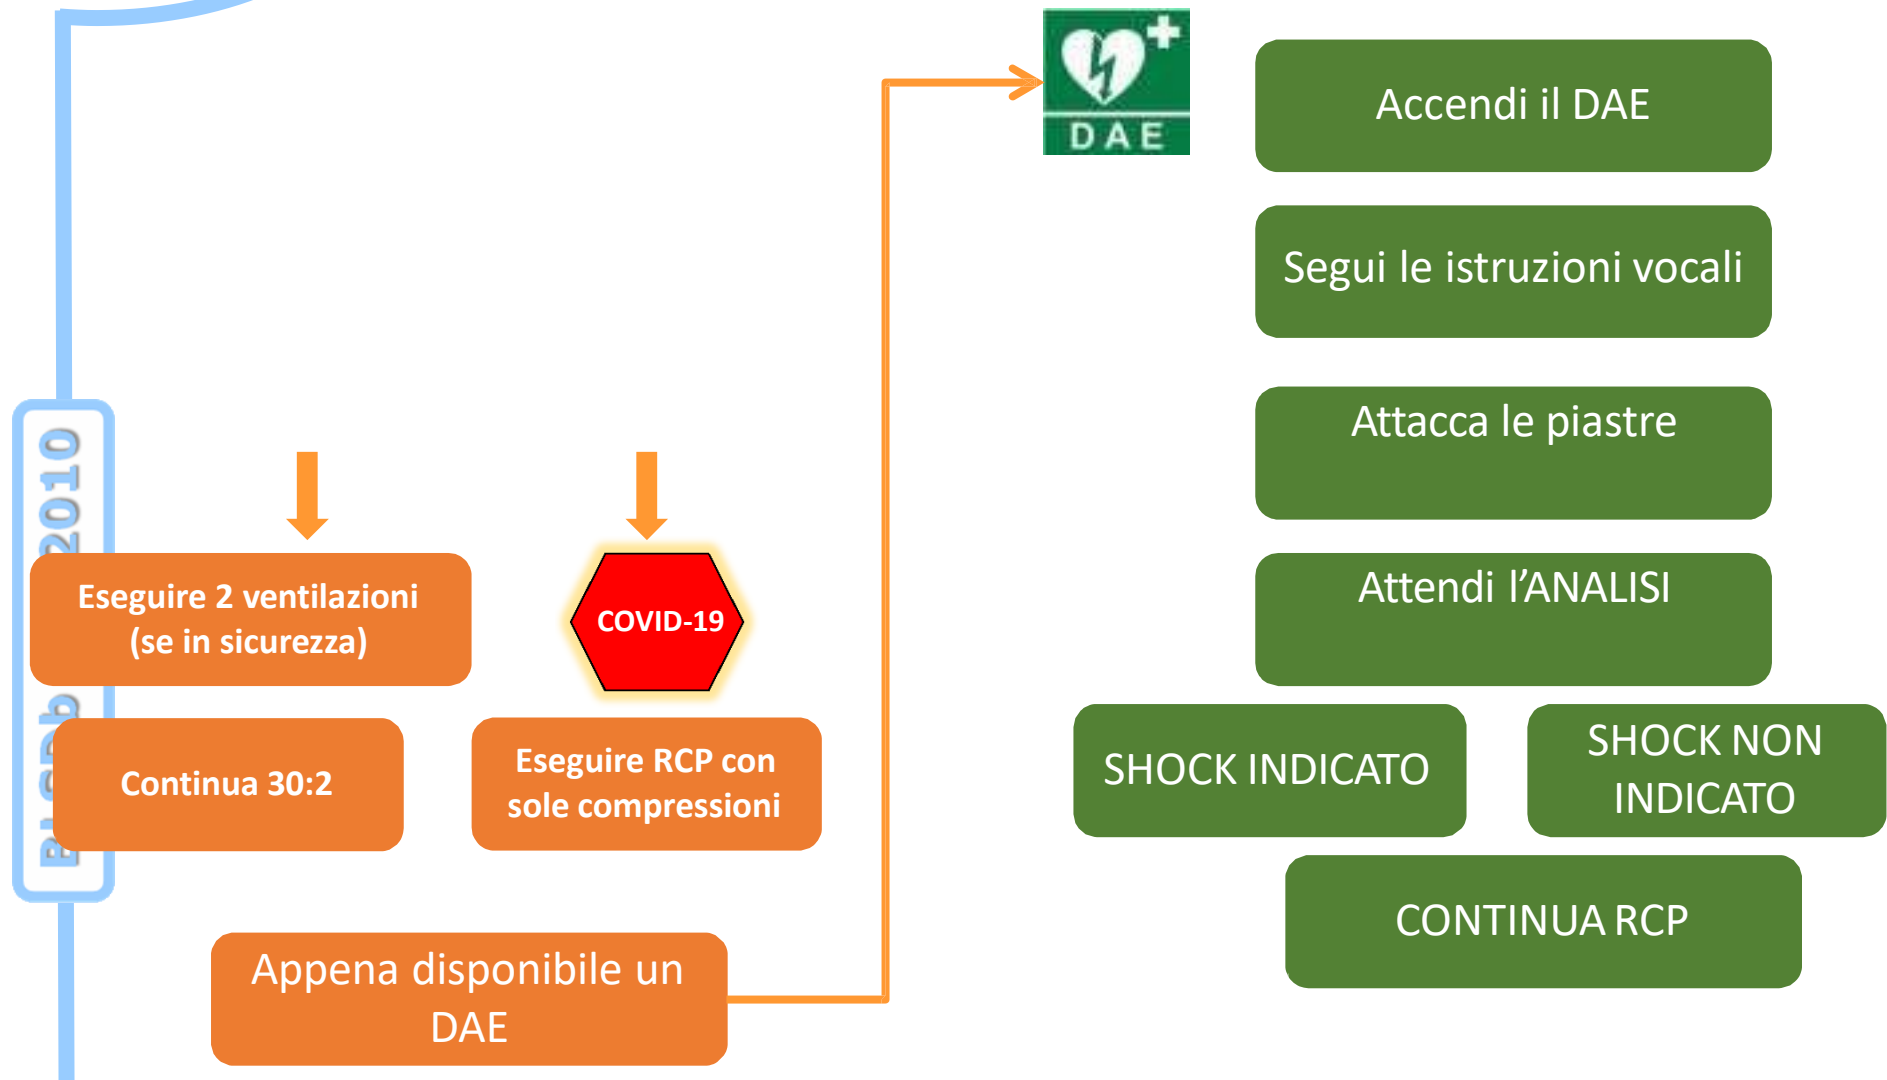 2010
Eseguire 2 ventilazioni
(se in sicurezza)
COVID-19
Continua 30:2
Eseguire RCP con
sole compressioni
Appena disponibile un
DAE
DAE
Accendi il DAE
Segui le istruzioni vocali
Attacca le piastre
Attendi l’ANALISI
SHOCK INDICATO
SHOCK NON
INDICATO
CONTINUA RCP